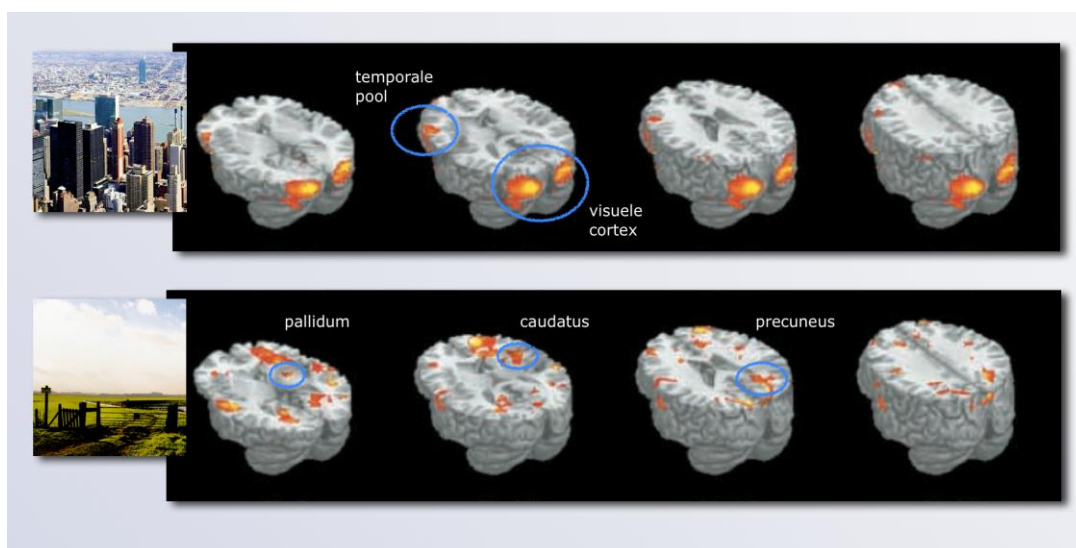 temporale
pool
visuele
cortex
pallidum
caudatus
precuneus